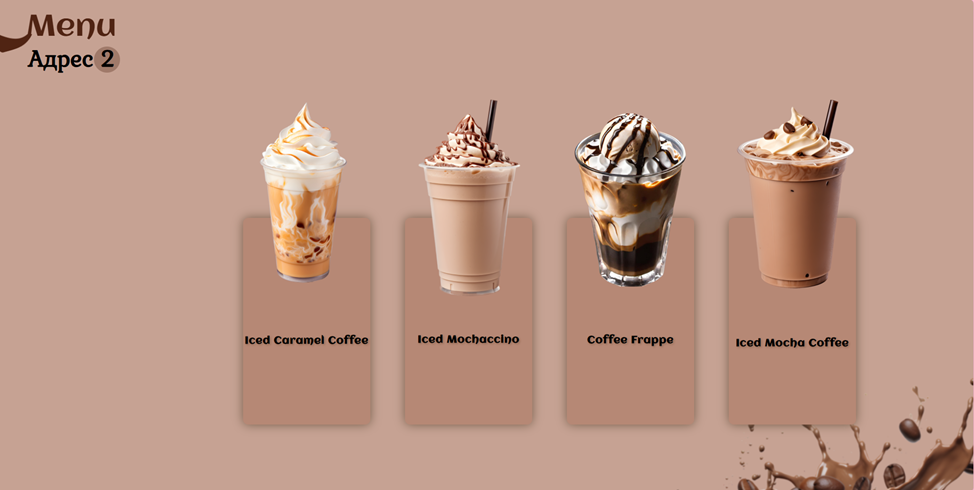 Menu
Адрес 2
Iced Caramel Coffee
Iced Mochaccino
Coffee Frappe
Iced Mocha Coffee